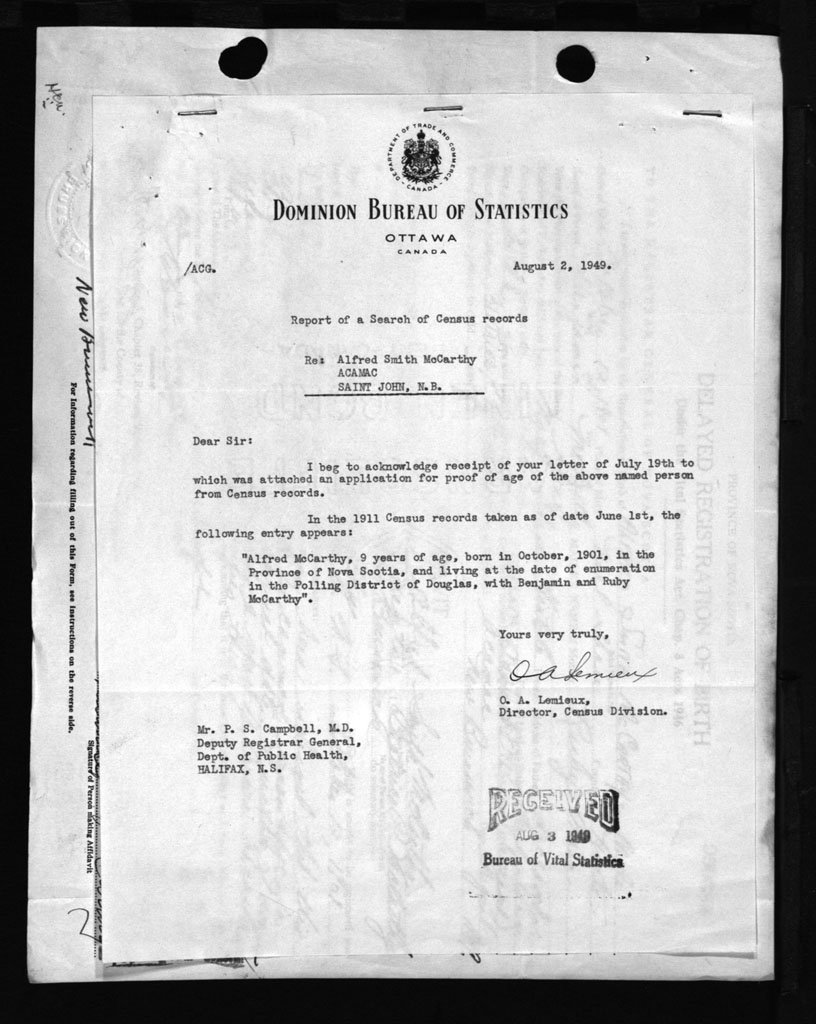 DEPARTMENT OF TRADE AND COMMERCE
- CANADA -
DOMINION BUREAU OF STATISTICS
OTTAWA
CANADA
/ACG.
August 2, 1949.
Report of a Search of Census records
Re: Alfred Smith McCarthy
ACAMAC
SAINT JOHN, N.B.
Dear Sir:
I beg to acknowledge receipt of your letter of July 19th to
which was attached an application for proof of age of the above named person
from Census records.
In the 1911 Census records taken as of date June 1st, the
following entry appears:
"Alfred McCarthy, 9 years of age, born in October, 1901, in the
Province of Nova Scotia, and living at the date of enumeration
in the Polling District of Douglas, with Benjamin and Ruby
McCarthy".
Yours very truly,
O A Lemieux
O. A. Lemieux,
Director, Census Division.
Mr. P. S. Campbell, M.D.
Deputy Registrar General,
Dept. of Public Health,
HALIFAX, N.S.
RECEIVED
AUG 3 1949
Bureau of Vital Statistics
New Brunswick
For Information regarding filling out of this Form, see Instructions on the reverse side.
Signature of Person making Affidavit
DELAYED REGISTRATION OF BIRTH